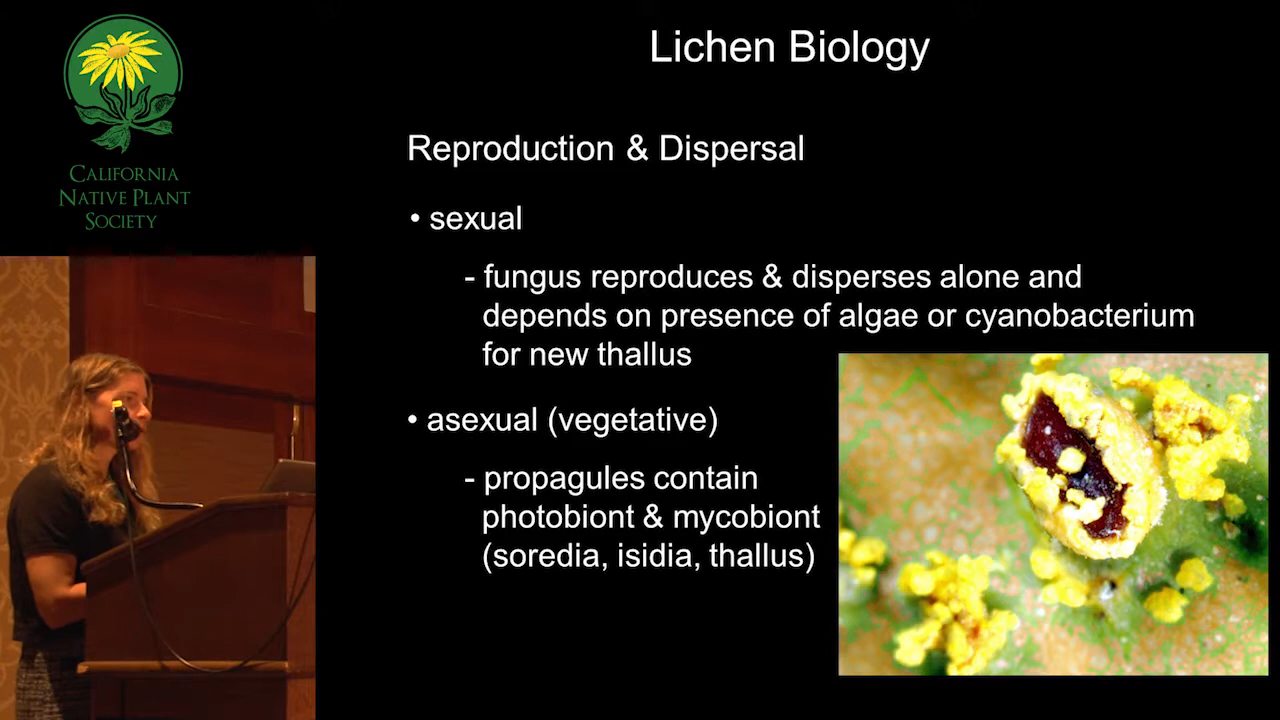 CALIFORNIA
NATIVE PLANT
SOCIETY
Lichen Biology
Reproduction & Dispersal
• sexual
- fungus reproduces & disperses alone and
depends on presence of algae or cyanobacterium
for new thallus
• asexual (vegetative)
- propagules contain
photobiont & mycobiont
(soredia, isidia, thallus)